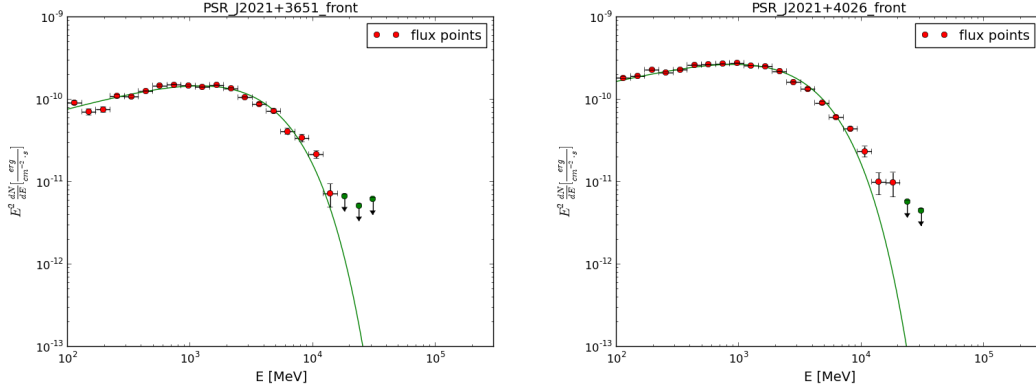 PSR_J2021+3651_front
10^-9
flux points
10^-10
10^-11
10^-12
10^-13
E^2 dN/dE [erg/cm^-2 · s]
10^2 10^3 10^4 10^5
E [MeV]
PSR_J2021+4026_front
10^-9
flux points
10^-10
10^-11
10^-12
10^-13
E^2 dN/dE [erg/cm^-2 · s]
10^2 10^3 10^4 10^5
E [MeV]